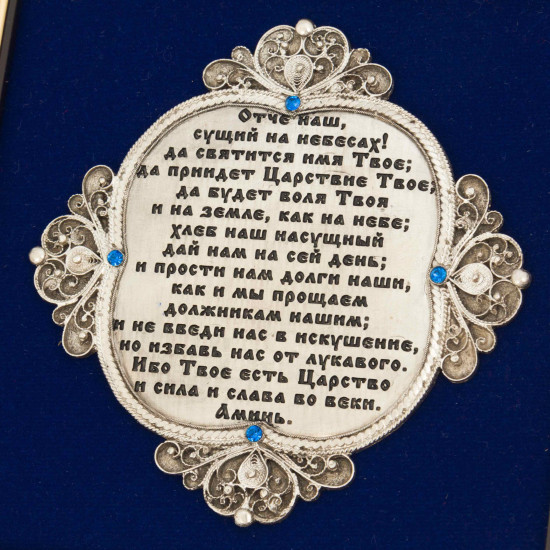 Отче наш,
сущий на небесах!
да святится имя Твое;
да приидет Царствие Твое;
да будет воля Твоя
и на земле, как на небе;
хлеб наш насущный
дай нам на сей день;
и прости нам долги наши,
как и мы прощаем
должникам нашим;
и не введи нас в искушение,
но избавь нас от лукавого.
Ибо Твое есть Царство
и сила и слава во веки.
Аминь.